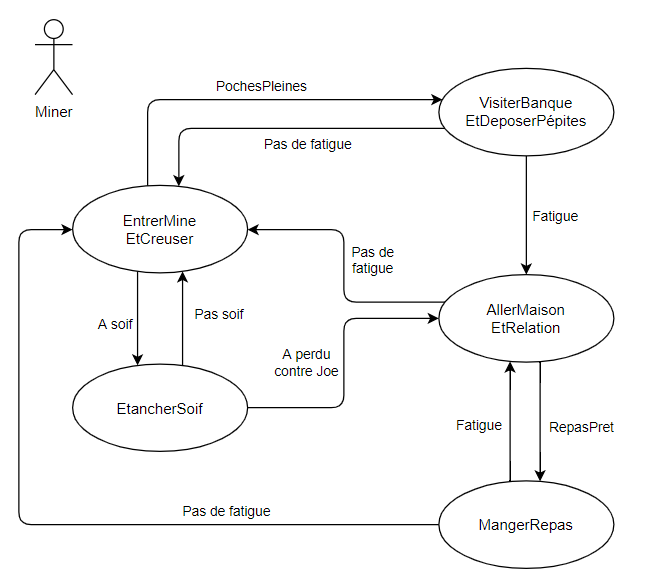 Miner
PochesPleines
VisiterBanque
EtDeposerPépites
Pas de fatigue
Fatigue
EntrerMine
EtCreuser
Pas de
fatigue
A soif
Pas soif
AllerMaison
EtRelation
A perdu
contre Joe
EtancherSoif
Fatigue
RepasPret
Pas de fatigue
MangerRepas